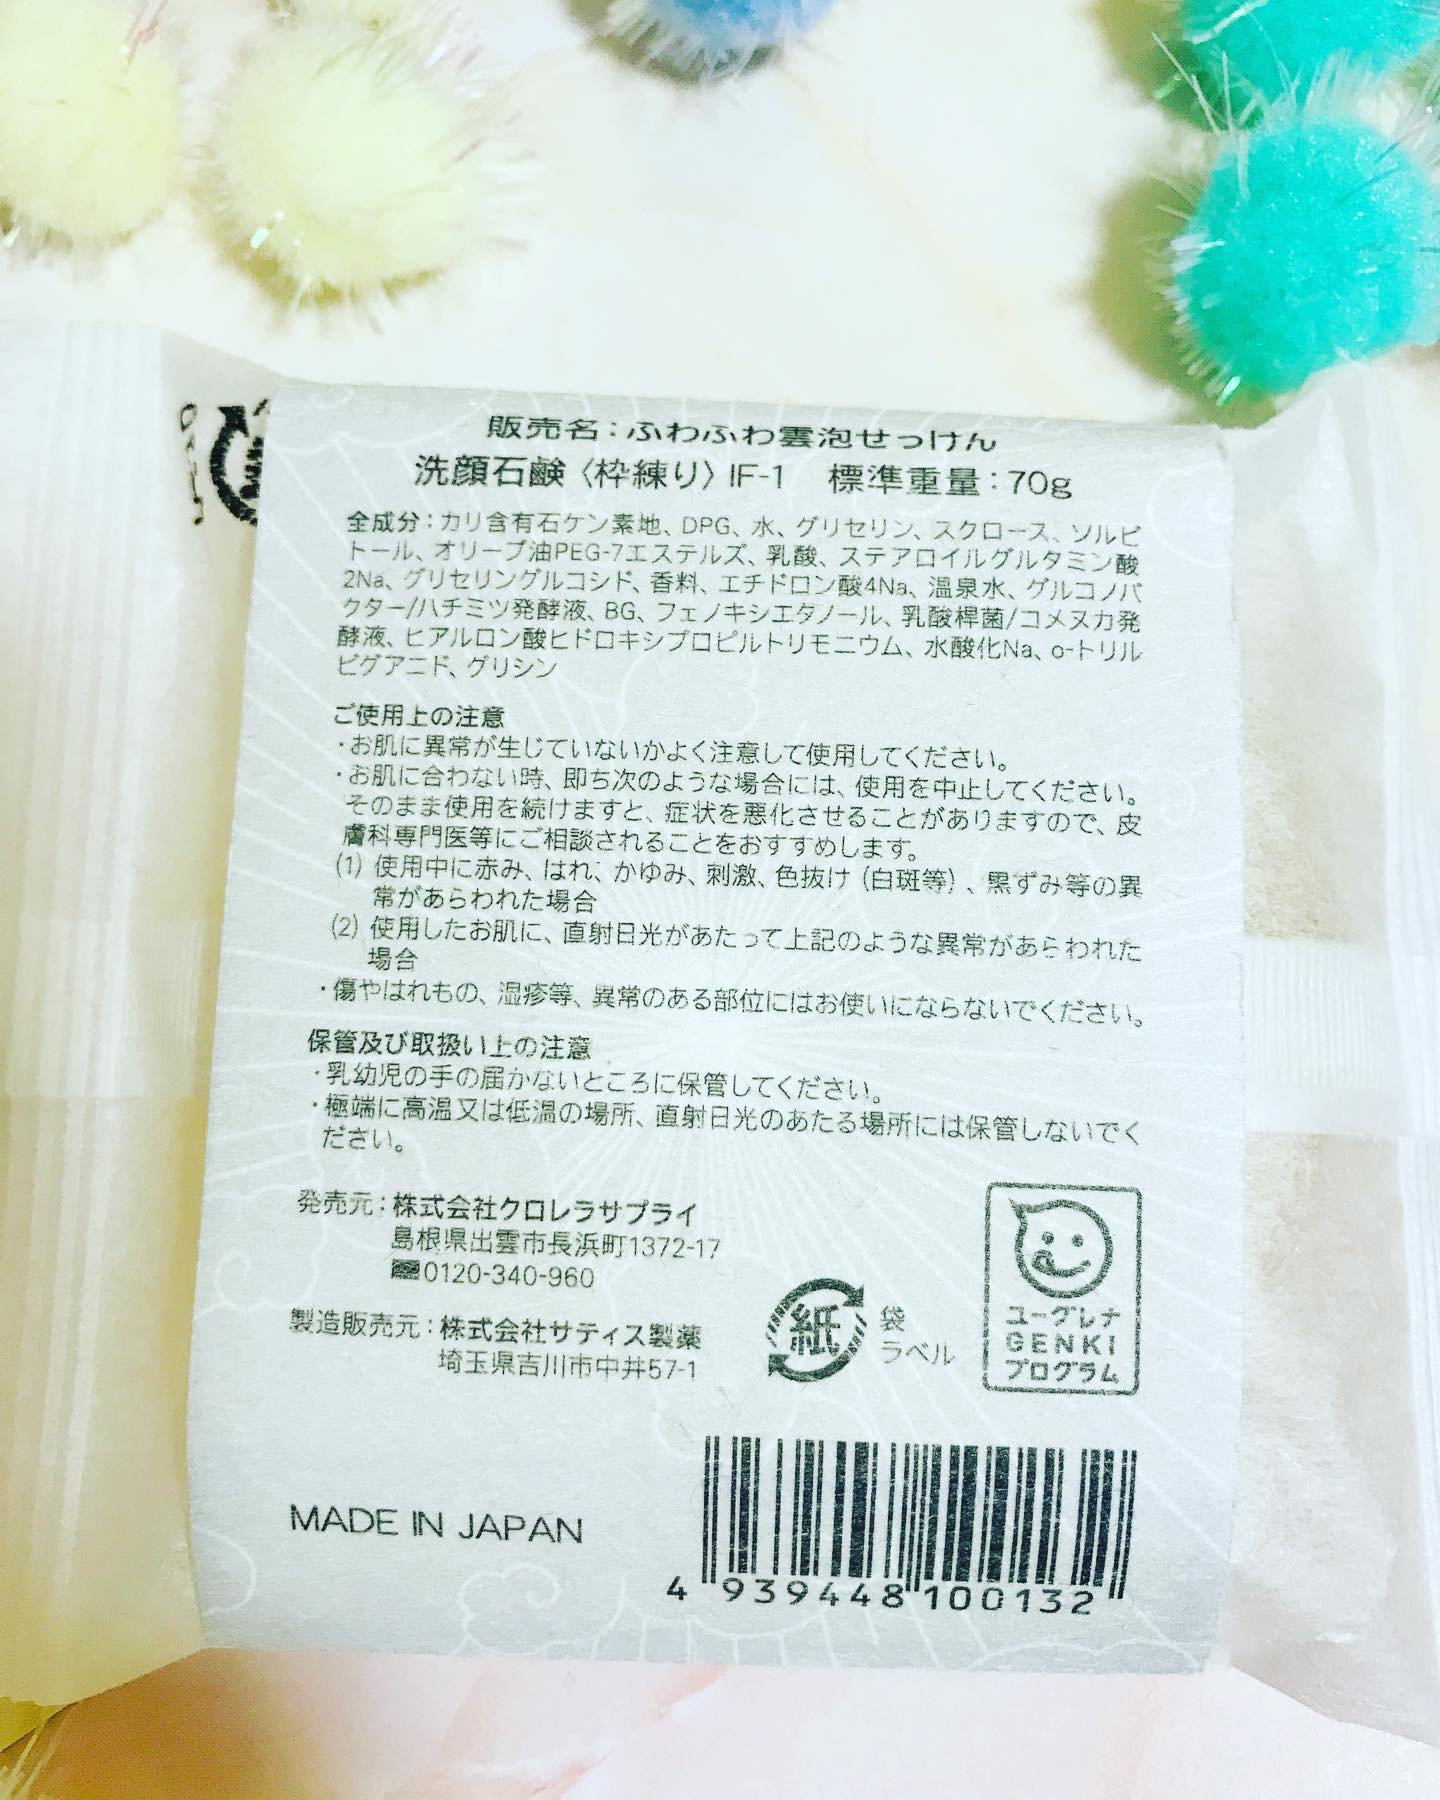 販売名：ふわふわ雲泡せっけん
洗顔石鹸〈枠練り〉IF-1　標準重量：70g
全成分：カリ含有石ケン素地、DPG、水、グリセリン、スクロース、ソルビ
トール、オリーブ油PEG-7エステルズ、乳酸、ステアロイルグルタミン酸
2Na、グリセリングルコシド、香料、エチドロン酸4Na、温泉水、グルコノバ
クター/ハチミツ発酵液、BG、フェノキシエタノール、乳酸桿菌/コメヌカ発
酵液、ヒアルロン酸ヒドロキシプロピルトリモニウム、水酸化Na、o-トリル
ビグアニド、グリシン
ご使用上の注意
・お肌に異常が生じていないかよく注意して使用してください。
・お肌に合わない時、即ち次のような場合には、使用を中止してください。
そのまま使用を続けますと、症状を悪化させることがありますので、皮
膚科専門医等にご相談されることをおすすめします。
(1) 使用中に赤み、はれ、かゆみ、刺激、色抜け（白斑等）、黒ずみ等の異
常があらわれた場合
(2) 使用したお肌に、直射日光があたって上記のような異常があらわれた
場合
・傷やはれもの、湿疹等、異常のある部位にはお使いにならないでください。
保管及び取扱い上の注意
・乳幼児の手の届かないところに保管してください。
・極端に高温又は低温の場所、直射日光のあたる場所には保管しないでく
ださい。
発売元：株式会社クロレラサプライ
島根県出雲市長浜町1372-17
0120-340-960
製造販売元：株式会社サティス製薬
埼玉県吉川市中井57-1
紙
袋
ラベル
ユーグレナ
GENKI
プログラム
MADE IN JAPAN
4 939448 100132